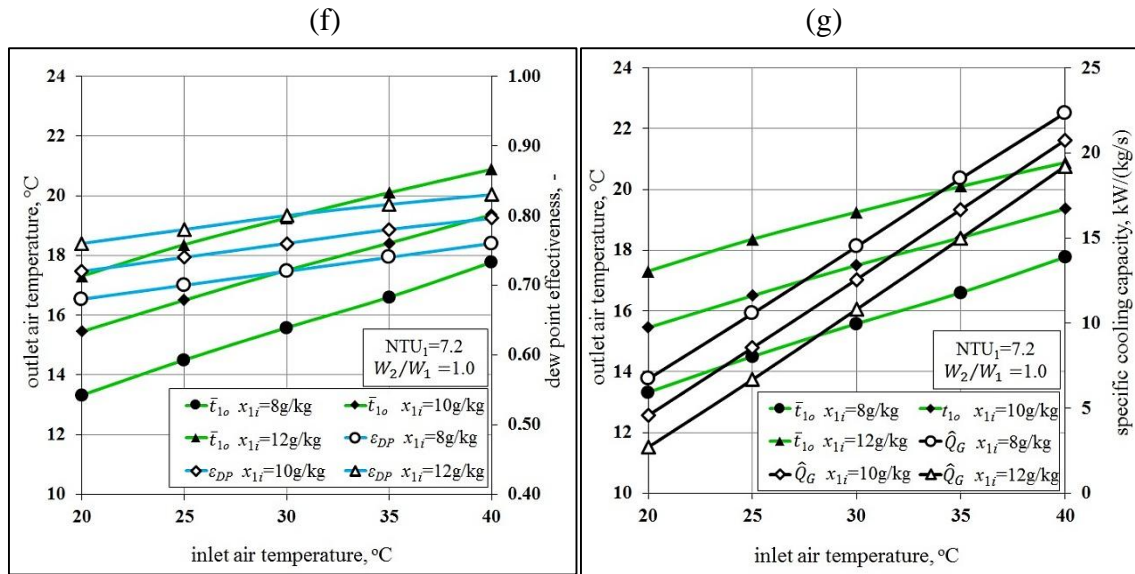 (f)
24
22
20
18
16
14
12
10
outlet air temperature, °C
1.00
0.90
0.80
0.70
0.60
0.50
0.40
dew point effectiveness, -
NTU₁=7.2
W₂/W₁ =1.0
t̄₁ₒ x₁ᵢ=8g/kg t̄₁ₒ x₁ᵢ=10g/kg
t̄₁ₒ x₁ᵢ=12g/kg ε_DP x₁ᵢ=8g/kg
ε_DP x₁ᵢ=10g/kg ε_DP x₁ᵢ=12g/kg
20 25 30 35 40
inlet air temperature, °C
(g)
24
22
20
18
16
14
12
10
outlet air temperature, °C
25
20
15
10
5
0
specific cooling capacity, kW/(kg/s)
NTU₁=7.2
W₂/W₁ =1.0
t̄₁ₒ x₁ᵢ=8g/kg t₁ₒ x₁ᵢ=10g/kg
t̄₁ₒ x₁ᵢ=12g/kg Q̂_G x₁ᵢ=8g/kg
Q̂_G x₁ᵢ=10g/kg Q̂_G x₁ᵢ=12g/kg
20 25 30 35 40
inlet air temperature, °C